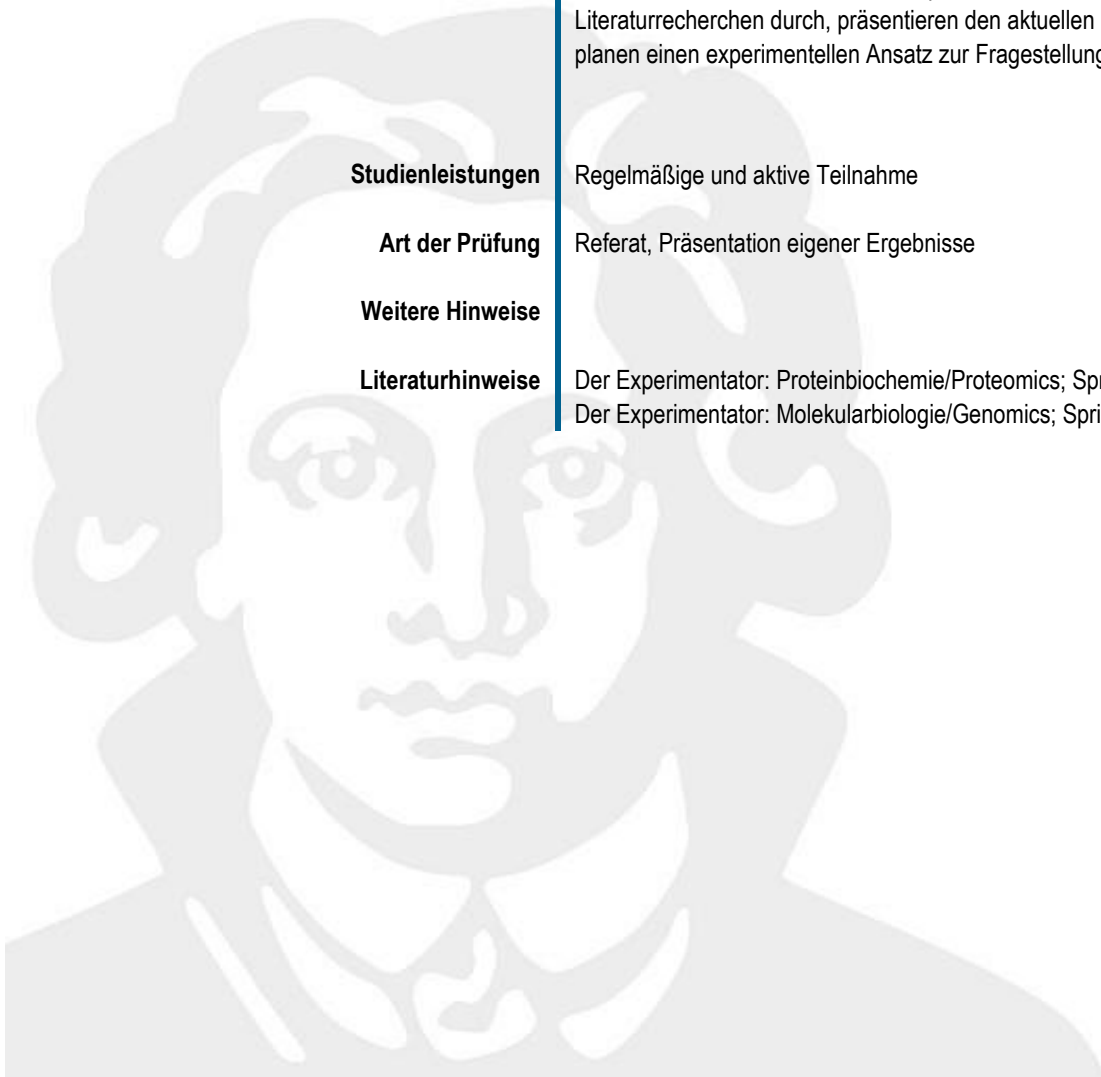 Literaturrecherchen durch, präsentieren den aktuellen
planen einen experimentellen Ansatz zur Fragestellung
Studienleistungen Regelmäßige und aktive Teilnahme
Art der Prüfung Referat, Präsentation eigener Ergebnisse
Weitere Hinweise
Literaturhinweise Der Experimentator: Proteinbiochemie/Proteomics;
Der Experimentator: Molekularbiologie/Genomics;